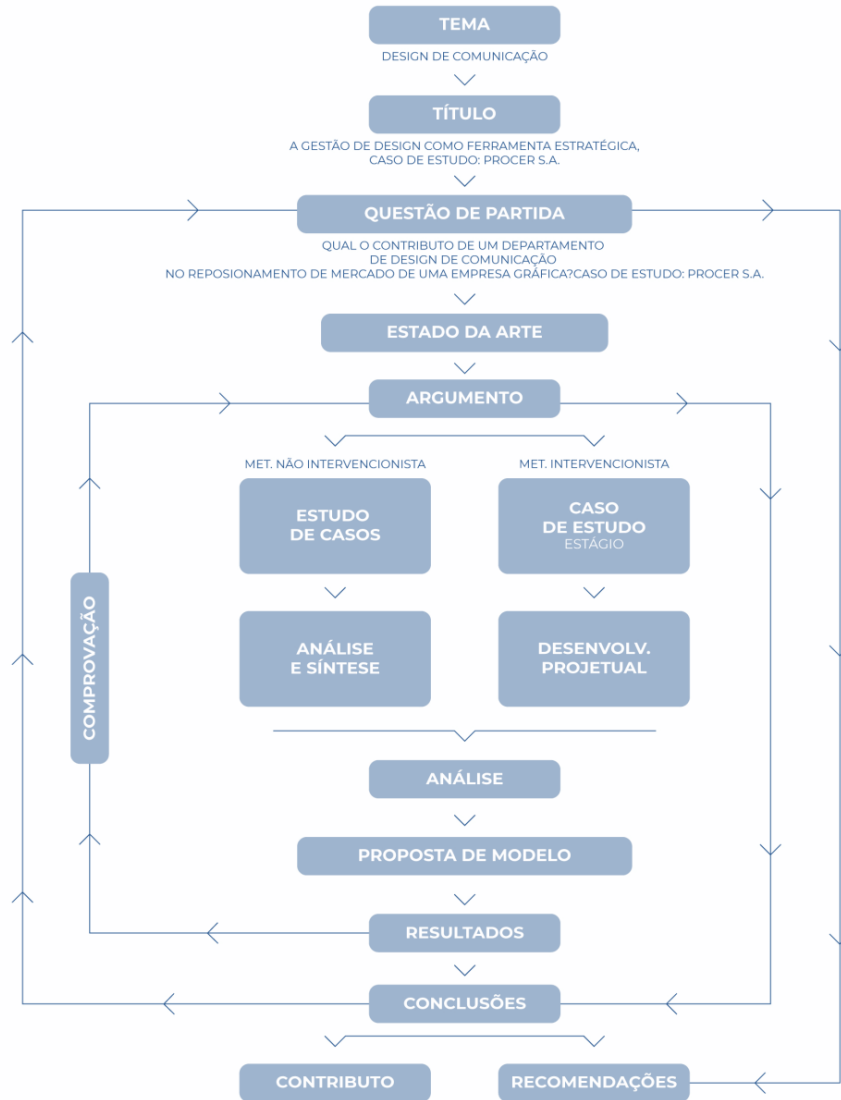 TEMA
DESIGN DE COMUNICAÇÃO
TÍTULO
A GESTÃO DE DESIGN COMO FERRAMENTA ESTRATÉGICA,
CASO DE ESTUDO: PROCER S.A.
QUESTÃO DE PARTIDA
QUAL O CONTRIBUTO DE UM DEPARTAMENTO
DE DESIGN DE COMUNICAÇÃO
NO REPOSIONAMENTO DE MERCADO DE UMA EMPRESA GRÁFICA?CASO DE ESTUDO: PROCER S.A.
ESTADO DA ARTE
ARGUMENTO
MET. NÃO INTERVENCIONISTA
MET. INTERVENCIONISTA
ESTUDO
DE CASOS
CASO
DE ESTUDO
ESTÁGIO
COMPROVAÇÃO
ANÁLISE
E SÍNTESE
DESENVOLV.
PROJETUAL
ANÁLISE
PROPOSTA DE MODELO
RESULTADOS
CONCLUSÕES
CONTRIBUTO
RECOMENDAÇÕES